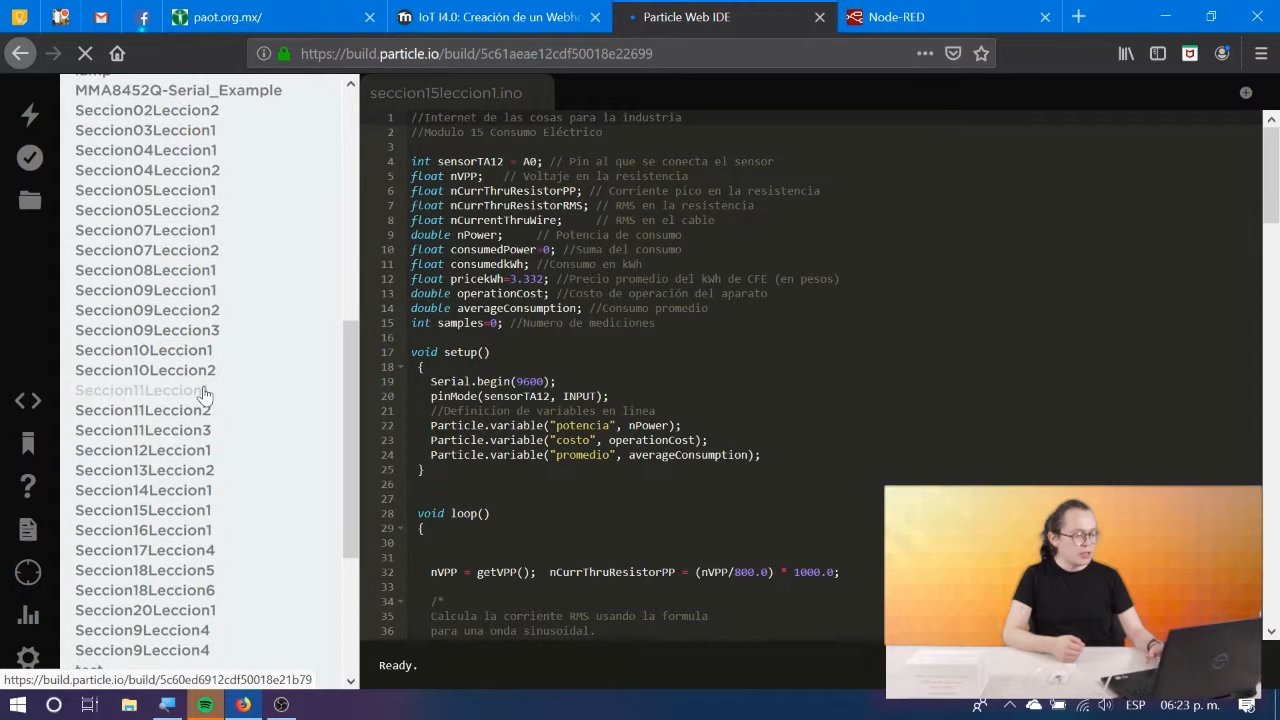 paot.org.mx/
IoT I4.0: Creación de un Webho
Particle Web IDE
Node-RED
https://build.particle.io/build/5c61aeae12cdf50018e22699
seccion15leccion1.ino
MMA8452Q-Serial_Example
Seccion02Leccion2
Seccion03Leccion1
Seccion04Leccion1
Seccion04Leccion2
Seccion05Leccion1
Seccion05Leccion2
Seccion07Leccion1
Seccion07Leccion2
Seccion08Leccion1
Seccion09Leccion1
Seccion09Leccion2
Seccion09Leccion3
Seccion10Leccion1
Seccion10Leccion2
Seccion11Leccion
Seccion11Leccion2
Seccion11Leccion3
Seccion12Leccion1
Seccion13Leccion2
Seccion14Leccion1
Seccion15Leccion1
Seccion16Leccion1
Seccion17Leccion4
Seccion18Leccion5
Seccion18Leccion6
Seccion20Leccion1
Seccion9Leccion4
Seccion9Leccion4
test
https://build.particle.io/build/5c60ed6912cdf50018e21b79
1 //Internet de las cosas para la industria
2 //Modulo 15 Consumo Eléctrico
3
4 int sensorTA12 = A0; // Pin al que se conecta el sensor
5 float nVPP; // Voltaje en la resistencia
6 float nCurrThruResistorPP; // Corriente pico en la resistencia
7 float nCurrThruResistorRMS; // RMS en la resistencia
8 float nCurrentThruWire; // RMS en el cable
9 double nPower; // Potencia de consumo
10 float consumedPower=0; //Suma del consumo
11 float consumedkWh; //Consumo en kWh
12 float pricekWh=3.332; //Precio promedio del kWh de CFE (en pesos)
13 double operationCost; //Costo de operación del aparato
14 double averageConsumption; //Consumo promedio
15 int samples=0; //Numero de mediciones
16
17 void setup()
18 {
19 Serial.begin(9600);
20 pinMode(sensorTA12, INPUT);
21 //Definicion de variables en linea
22 Particle.variable("potencia", nPower);
23 Particle.variable("costo", operationCost);
24 Particle.variable("promedio", averageConsumption);
25 }
26
27
28 void loop()
29 {
30
31
32 nVPP = getVPP(); nCurrThruResistorPP = (nVPP/800.0) * 1000.0;
33
34 /*
35 Calcula la corriente RMS usando la formula
36 para una onda sinusoidal.
Ready.
ESP
06:23 p. m.